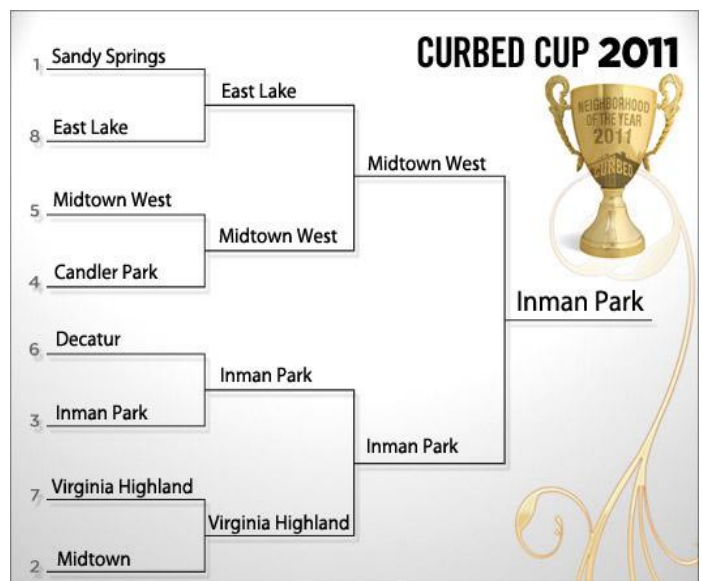 CURBED CUP 2011
NEIGHBORHOOD
OF THE YEAR
2011
CURBED
1 Sandy Springs
East Lake
8 East Lake
Midtown West
5 Midtown West
Midtown West
4 Candler Park
Inman Park
6 Decatur
Inman Park
3 Inman Park
Inman Park
7 Virginia Highland
Virginia Highland
2 Midtown